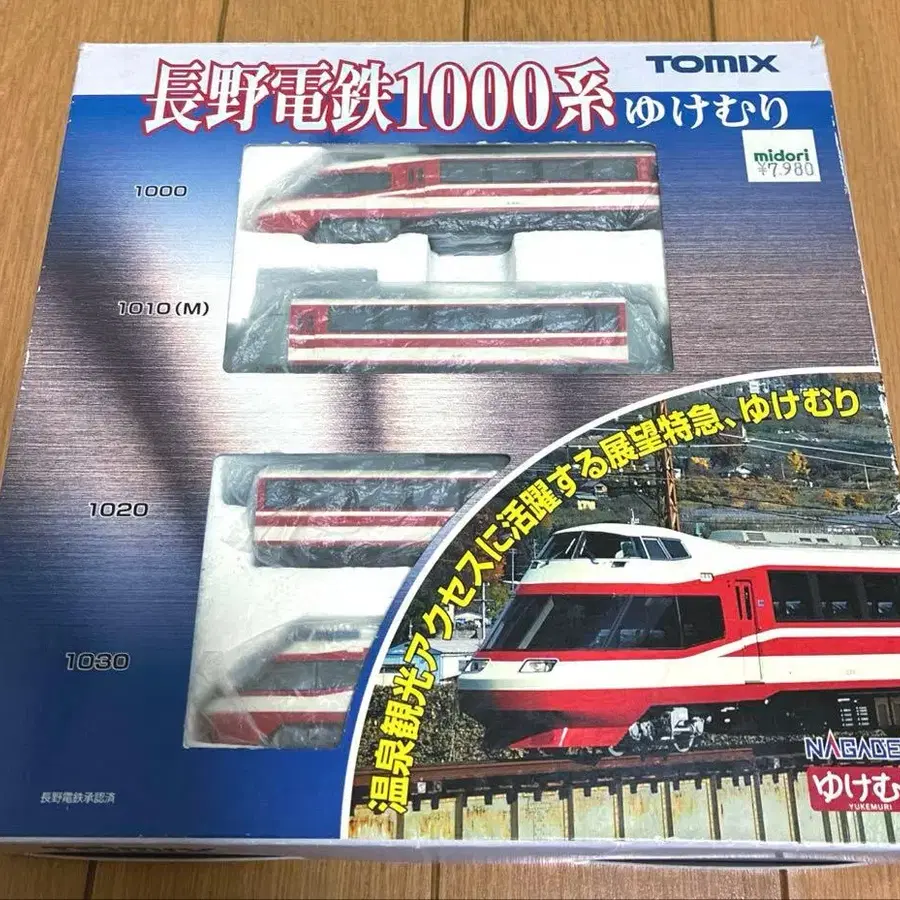 TOMIX
長野電鉄1000系 ゆけむり
midori
¥7,980
1000
1010(M)
1020
1030
温泉観光アクセスに活躍する展望特急、ゆけむり
NAGADE
ゆけむ
YUKEMURI
長野電鉄承認済
TOMIX